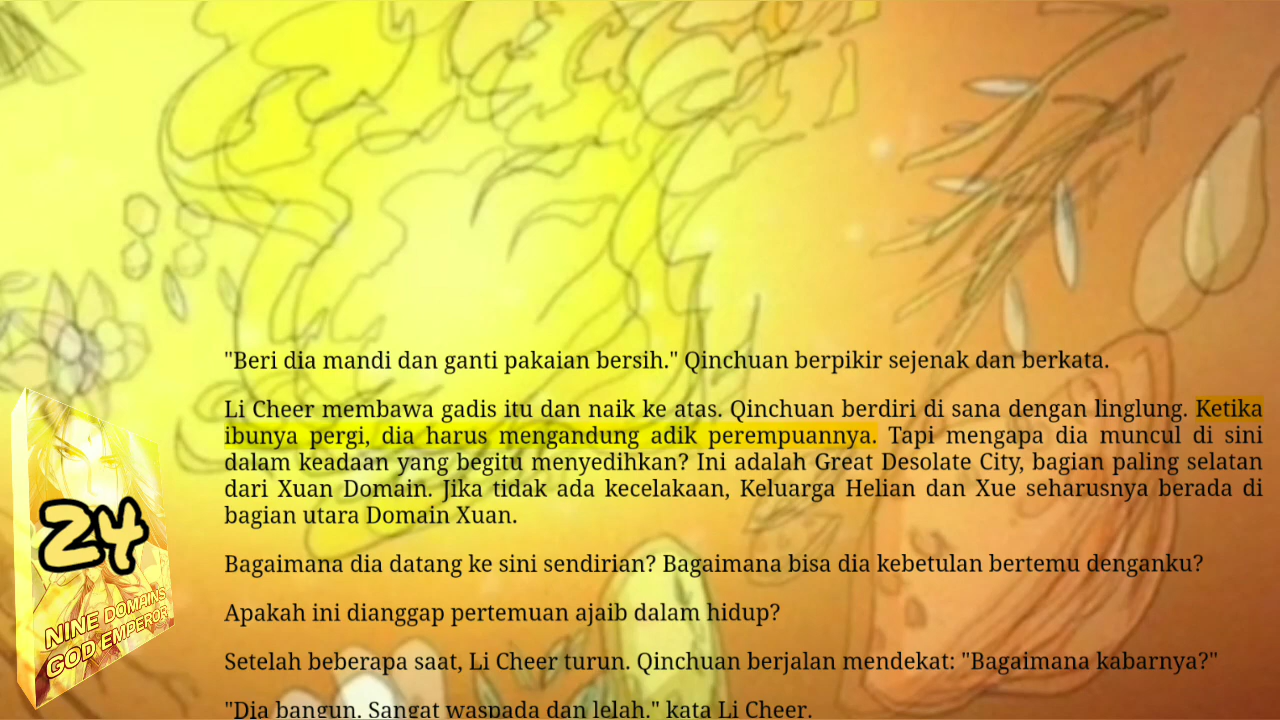 "Beri dia mandi dan ganti pakaian bersih." Qinchuan berpikir sejenak dan berkata.
Li Cheer membawa gadis itu dan naik ke atas. Qinchuan berdiri di sana dengan linglung. Ketika
ibunya pergi, dia harus mengandung adik perempuannya. Tapi mengapa dia muncul di sini
dalam keadaan yang begitu menyedihkan? Ini adalah Great Desolate City, bagian paling selatan
dari Xuan Domain. Jika tidak ada kecelakaan, Keluarga Helian dan Xue seharusnya berada di
bagian utara Domain Xuan.
Bagaimana dia datang ke sini sendirian? Bagaimana bisa dia kebetulan bertemu denganku?
Apakah ini dianggap pertemuan ajaib dalam hidup?
Setelah beberapa saat, Li Cheer turun. Qinchuan berjalan mendekat: "Bagaimana kabarnya?"
"Dia bangun. Sangat waspada dan lelah." kata Li Cheer.
24
NINE DOMAINS
GOD EMPEROR